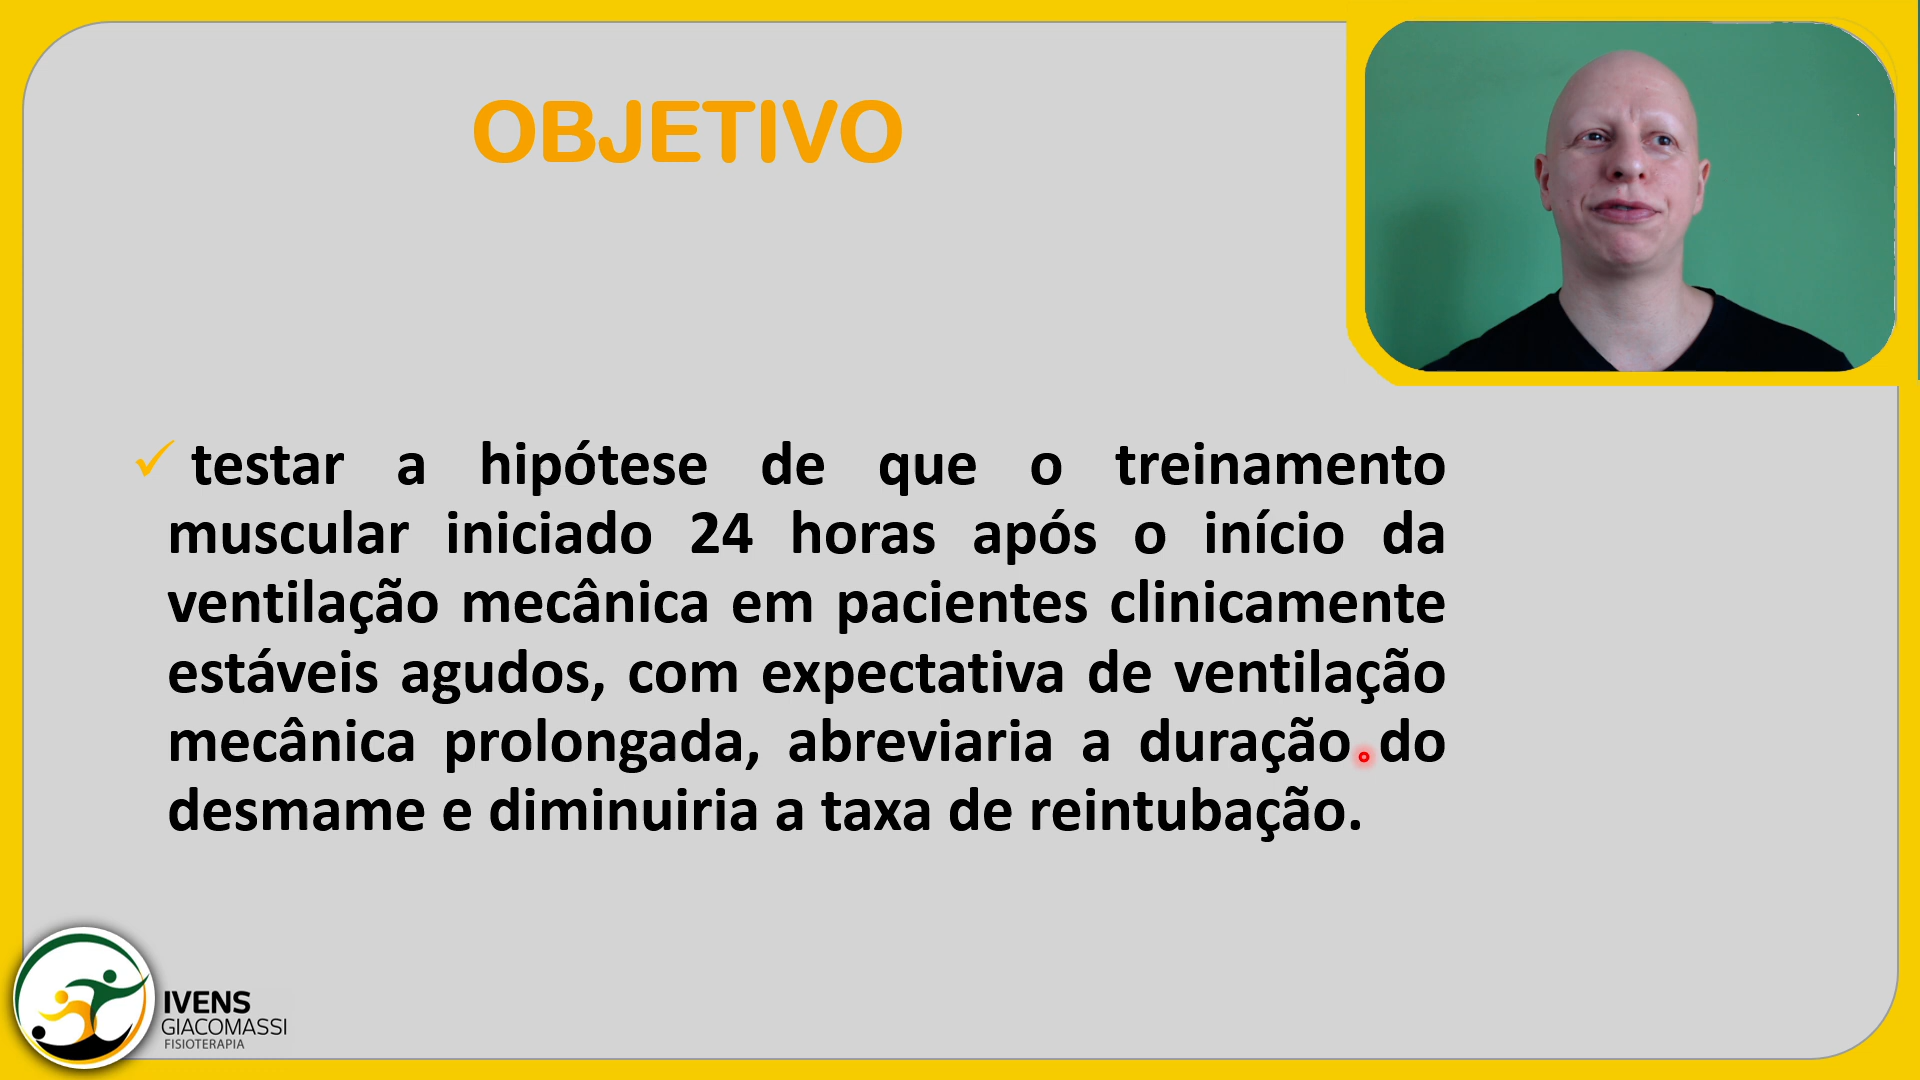 OBJETIVO
testar a hipótese de que o treinamento
muscular iniciado 24 horas após o início da
ventilação mecânica em pacientes clinicamente
estáveis agudos, com expectativa de ventilação
mecânica prolongada, abreviaria a duração do
desmame e diminuiria a taxa de reintubação.
IVENS
GIACOMASSI
FISIOTERAPIA